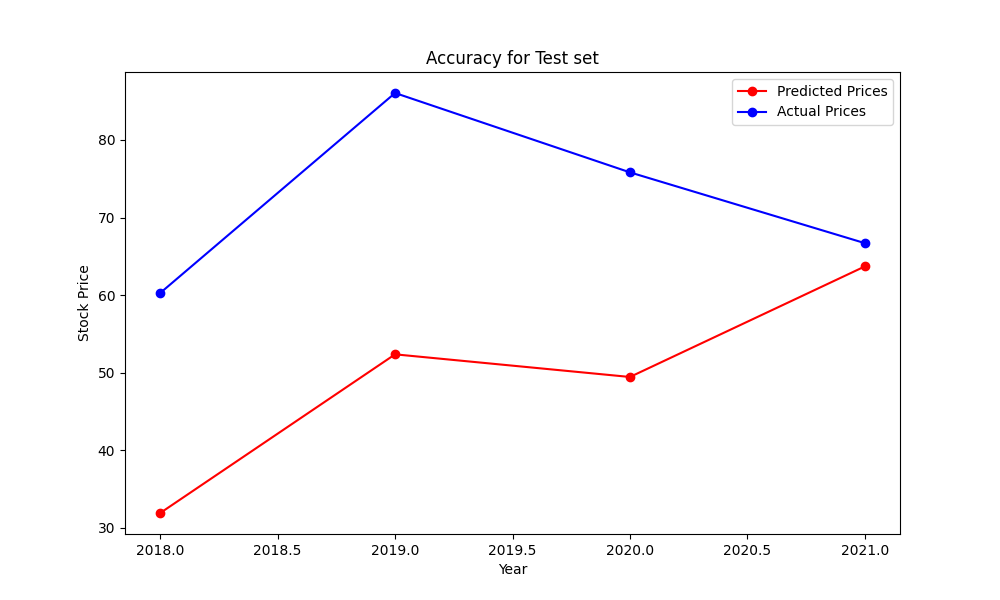 Accuracy for Test set
Predicted Prices
Actual Prices
Stock Price
80
70
60
50
40
30
2018.0
2018.5
2019.0
2019.5
2020.0
2020.5
2021.0
Year